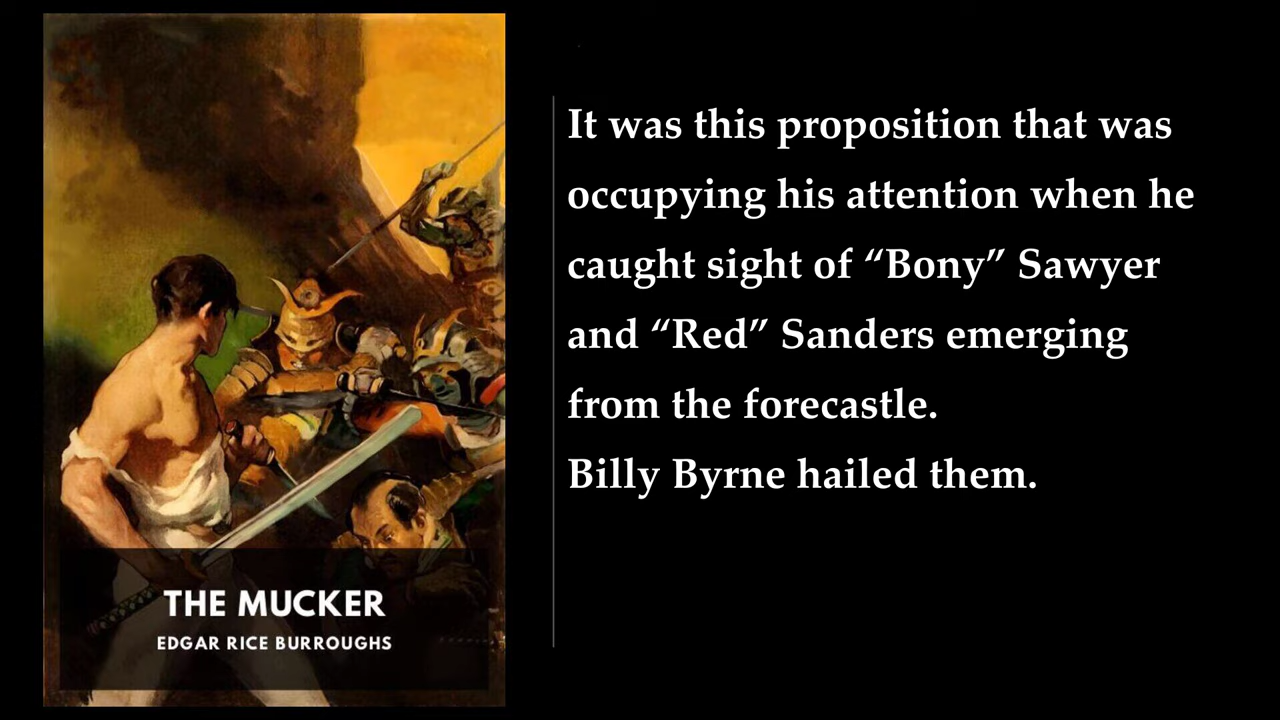 THE MUCKER
EDGAR RICE BURROUGHS
It was this proposition that was
occupying his attention when he
caught sight of “Bony” Sawyer
and “Red” Sanders emerging
from the forecastle.
Billy Byrne hailed them.